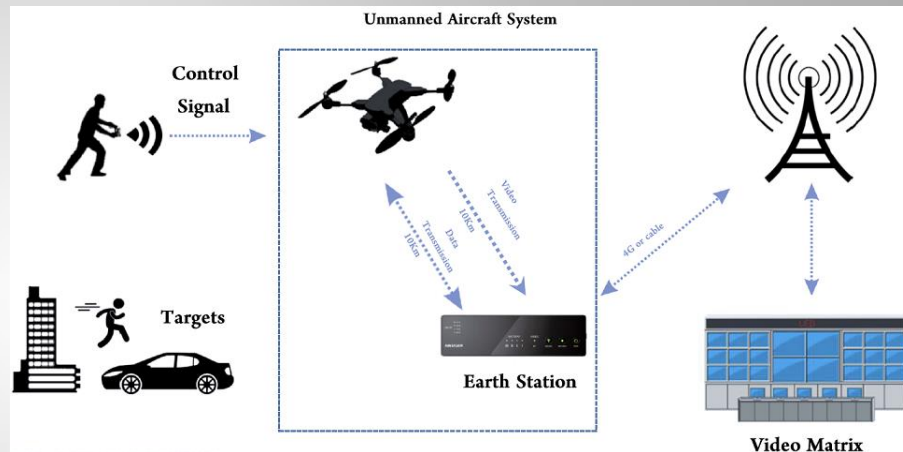 Unmanned Aircraft System
Control
Signal
Video
Transmission
10Km
Data
Transmission
10Km
4G or cable
Targets
Earth Station
Video Matrix